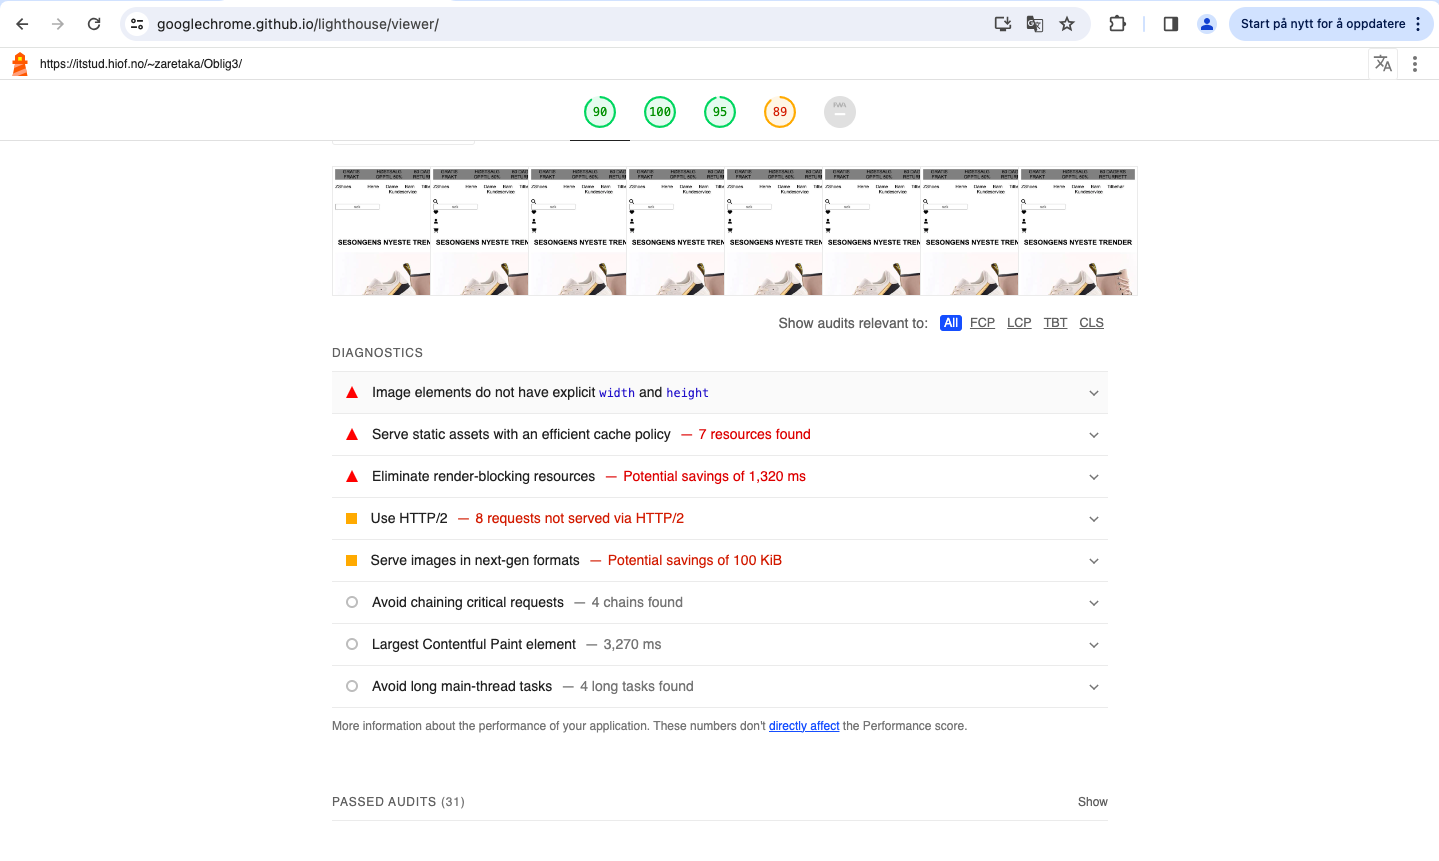 googlechrome.github.io/lighthouse/viewer/
Start på nytt for å oppdatere
https://itstud.hiof.no/~zaretaka/Oblig3/
90 100 95 89 PWA
SESONGENS NYESTE TREN SESONGENS NYESTE TREN SESONGENS NYESTE TREN SESONGENS NYESTE TREN SESONGENS NYESTE TREN SESONGENS NYESTE TREN SESONGENS NYESTE TREN SESONGENS NYESTE TRENDER
Show audits relevant to: All FCP LCP TBT CLS
DIAGNOSTICS
Image elements do not have explicit width and height
Serve static assets with an efficient cache policy — 7 resources found
Eliminate render-blocking resources — Potential savings of 1,320 ms
Use HTTP/2 — 8 requests not served via HTTP/2
Serve images in next-gen formats — Potential savings of 100 KiB
Avoid chaining critical requests — 4 chains found
Largest Contentful Paint element — 3,270 ms
Avoid long main-thread tasks — 4 long tasks found
More information about the performance of your application. These numbers don't directly affect the Performance score.
PASSED AUDITS (31) Show